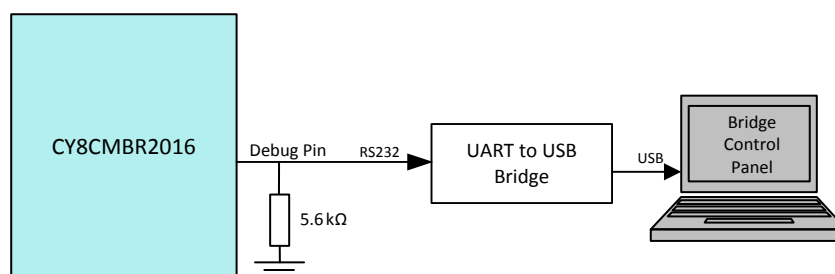 CY8CMBR2016
Debug Pin
RS232
5.6 kΩ
UART to USB
Bridge
USB
Bridge
Control
Panel